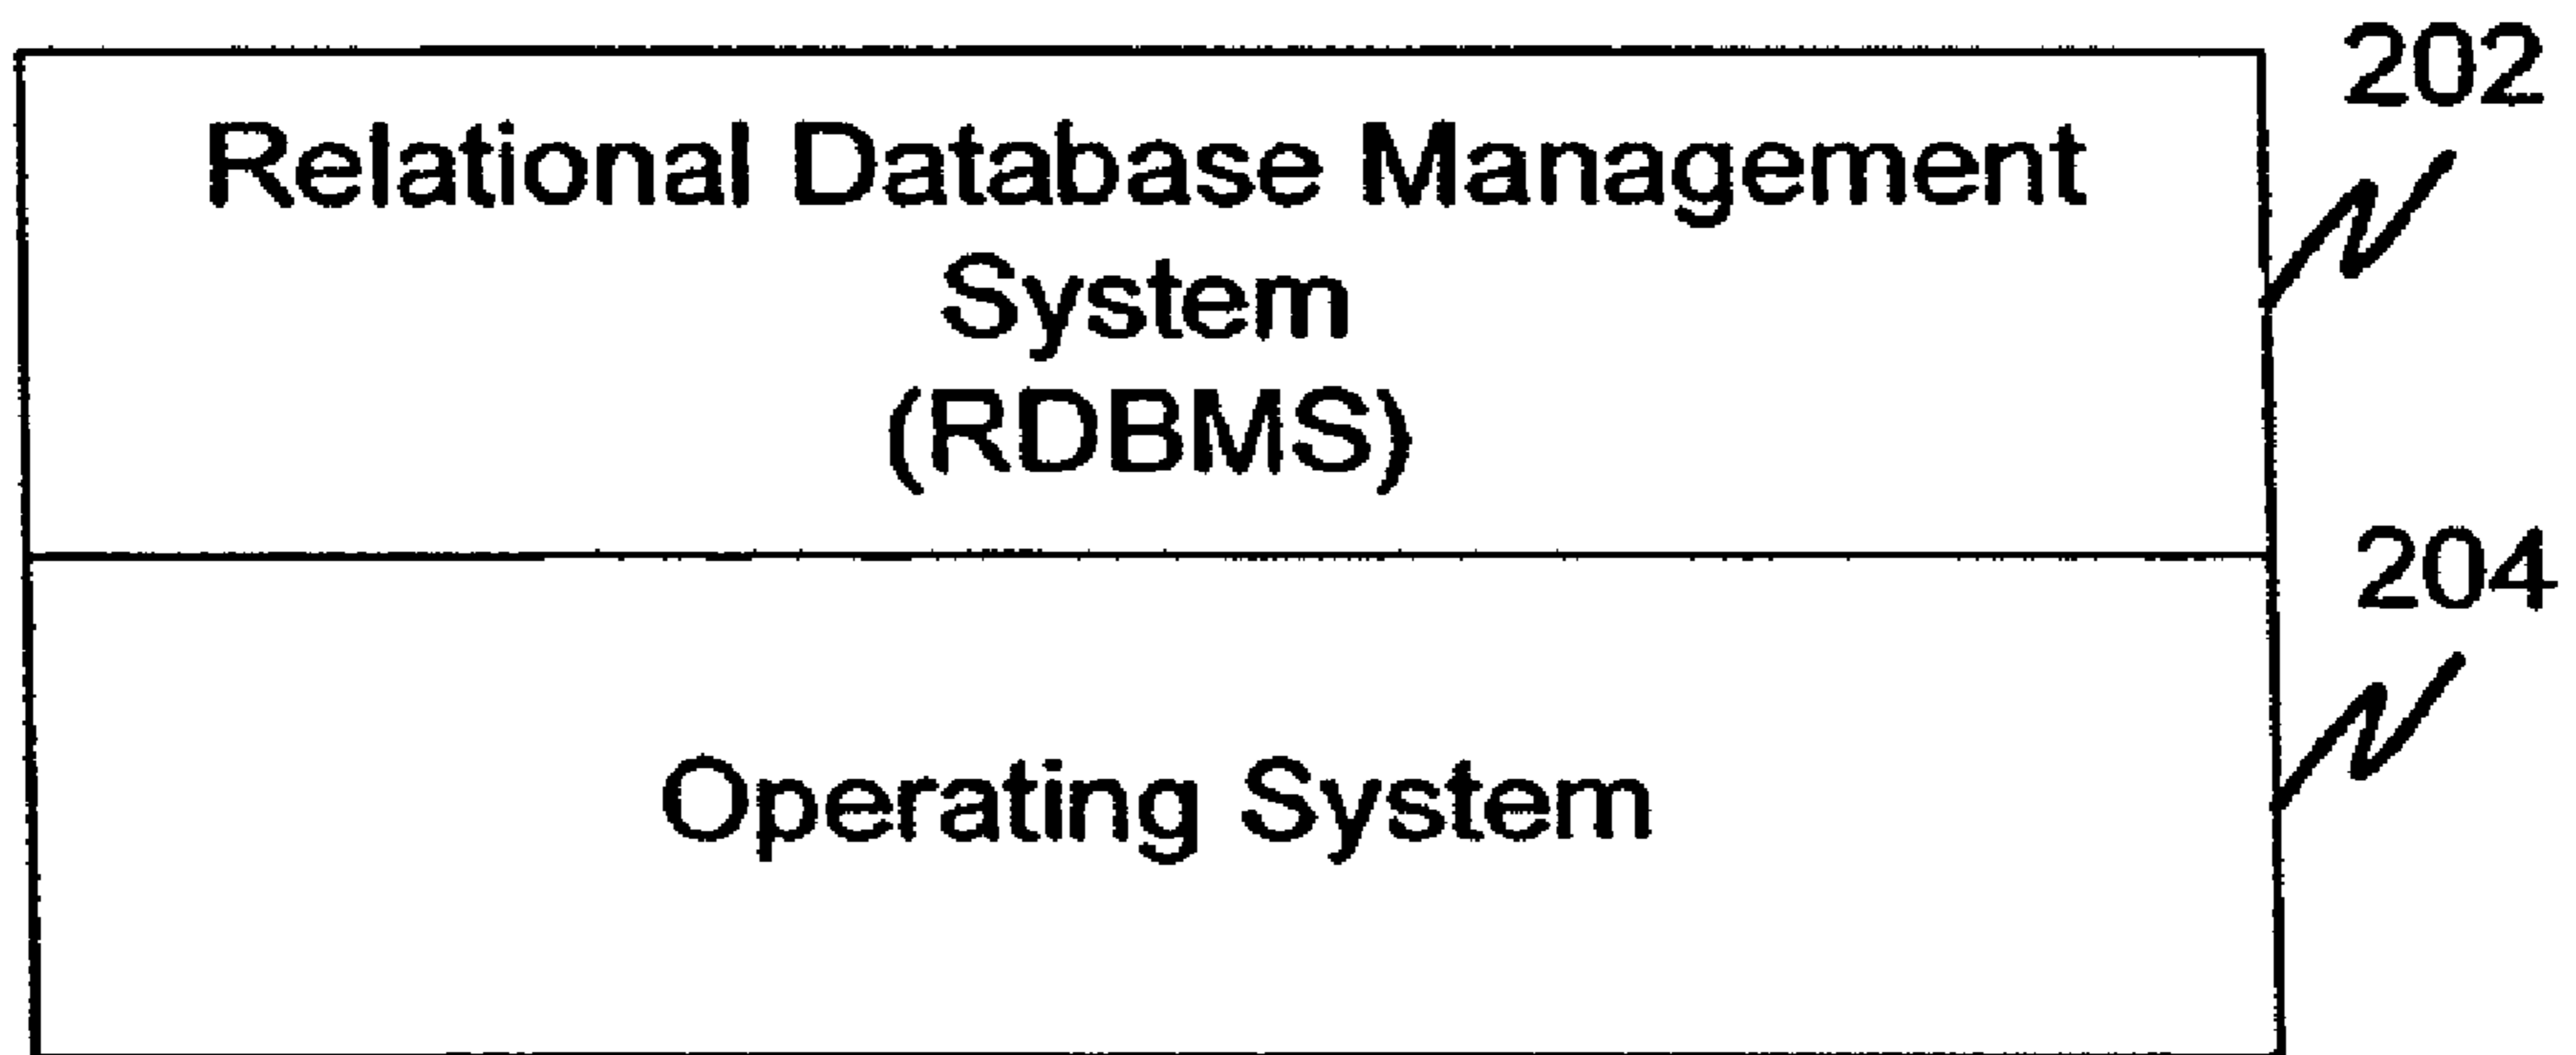 202
Relational Database Management
System
(RDBMS)
204
Operating System